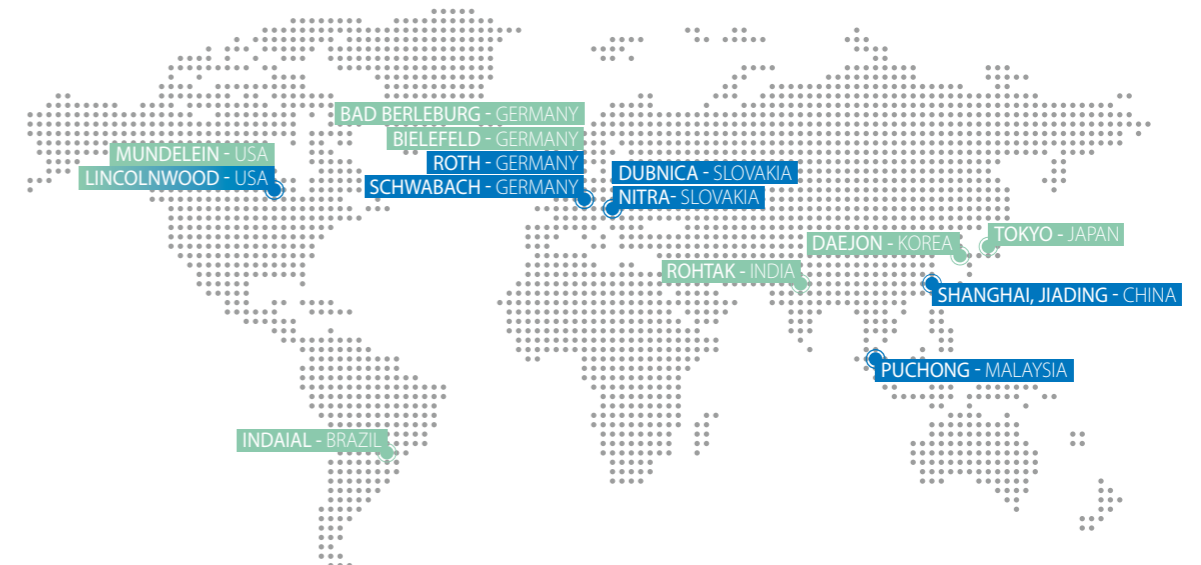 BAD BERLEBURG - GERMANY
BIELEFELD - GERMANY
MUNDELEIN - USA
ROTH - GERMANY
LINCOLNWOOD - USA
SCHWABACH - GERMANY
DUBNICA - SLOVAKIA
NITRA- SLOVAKIA
TOKYO - JAPAN
DAEJON - KOREA
ROHTAK - INDIA
SHANGHAI, JIADING - CHINA
PUCHONG - MALAYSIA
INDAIAL - BRAZIL